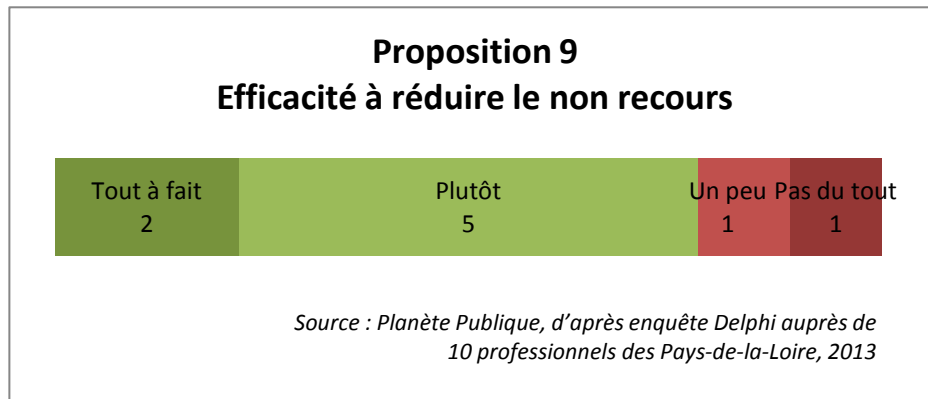 Proposition 9
Efficacité à réduire le non recours
Tout à fait Plutôt Un peu Pas du tout
2 5 1 1
Source : Planète Publique, d'après enquête Delphi auprès de
10 professionnels des Pays-de-la-Loire, 2013